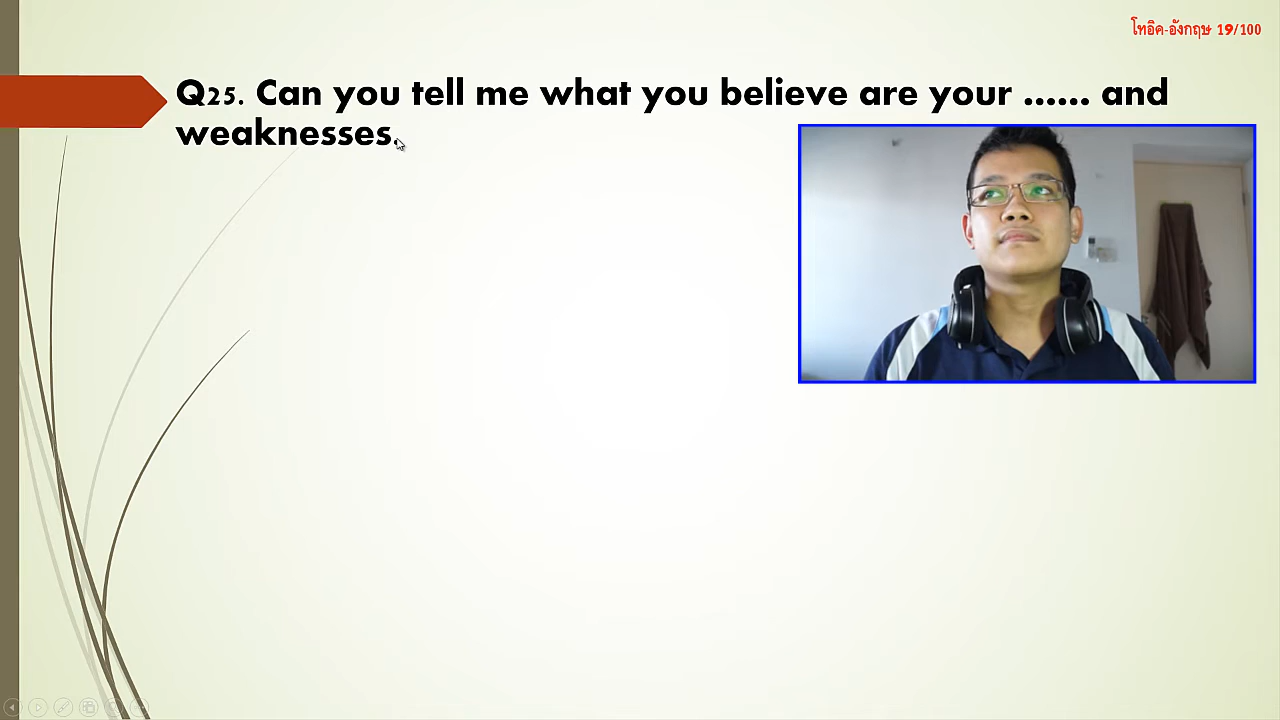 โทอิค-อังกฤษ 19/100
Q25. Can you tell me what you believe are your ...... and
weaknesses.